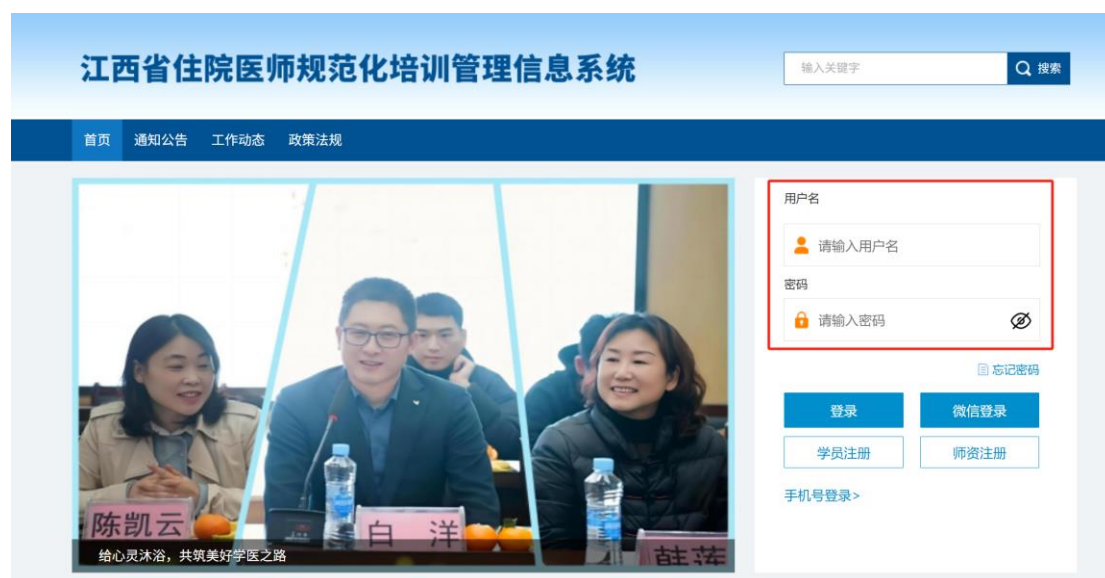 江西省住院医师规范化培训管理信息系统
输入关键字
搜索
首页 通知公告 工作动态 政策法规
陈凯云
白 洋
韩莲
给心灵沐浴，共筑美好学医之路
用户名
请输入用户名
密码
请输入密码
忘记密码
登录 微信登录
学员注册 师资注册
手机号登录>